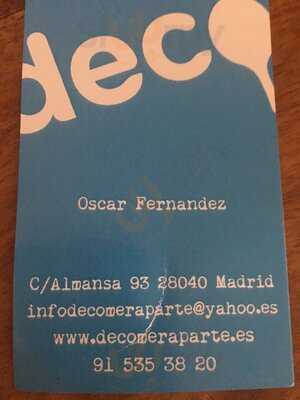 deco
Oscar Fernandez
C/Almansa 93 28040 Madrid
infodecomeraparte@yahoo.es
www.decomeraparte.es
91 535 38 20